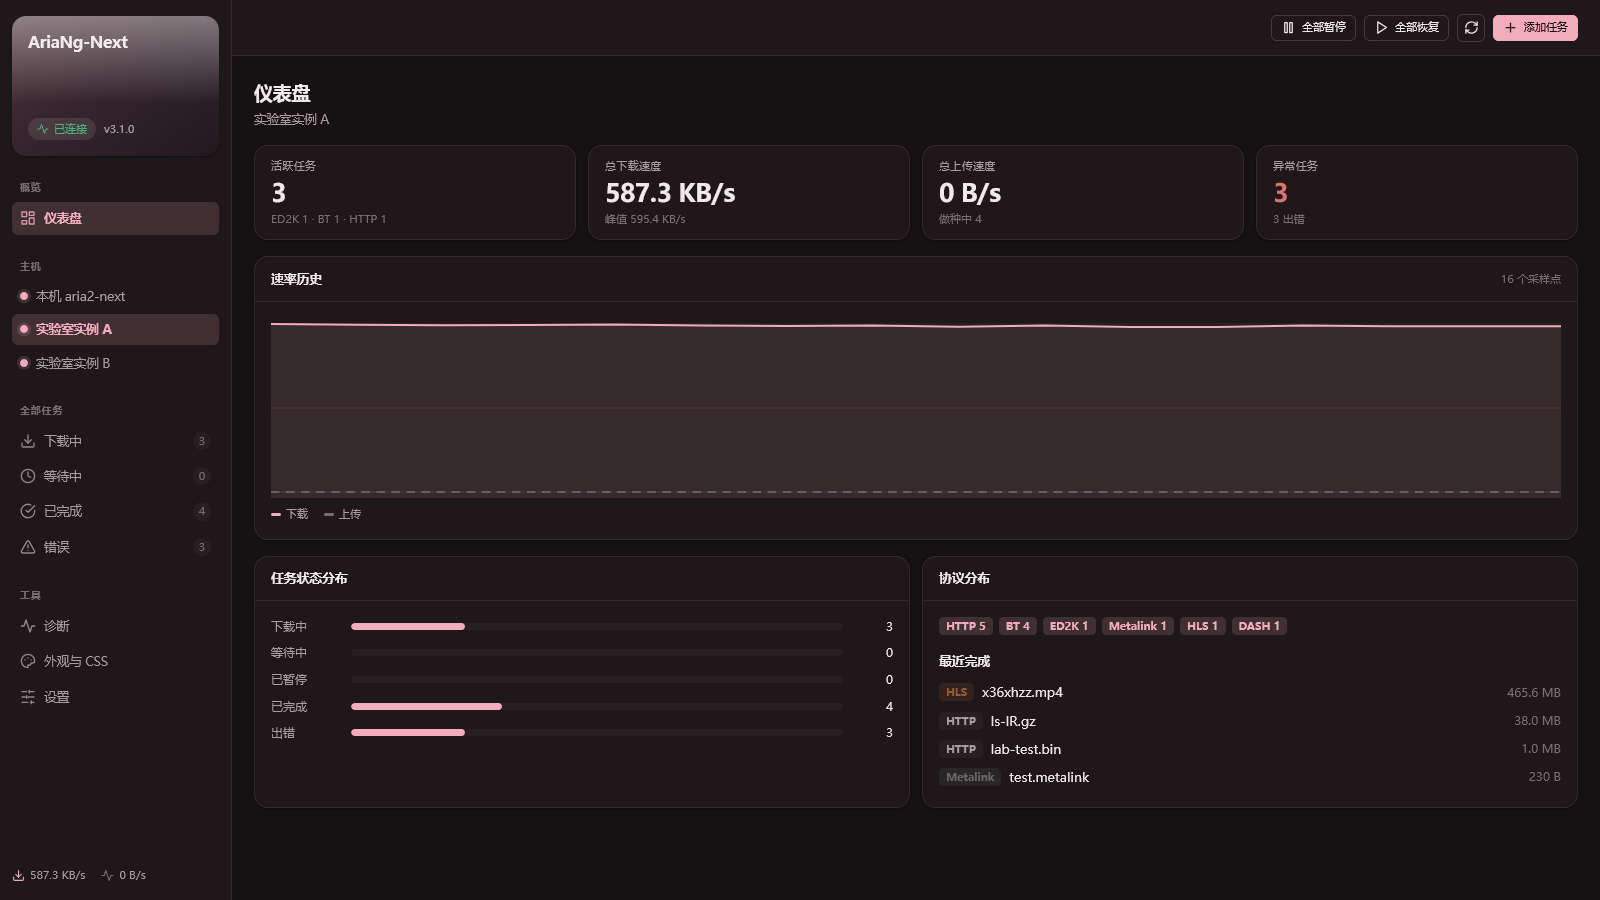 AriaNg-Next
已连接 v3.1.0
概览
仪表盘
主机
本机 aria2-next
实验室实例 A
实验室实例 B
全部任务
下载中 3
等待中 0
已完成 4
错误 3
工具
诊断
外观与 CSS
设置
587.3 KB/s 0 B/s
全部暂停 全部恢复 添加任务
仪表盘
实验室实例 A
活跃任务
3
ED2K 1 · BT 1 · HTTP 1
总下载速度
587.3 KB/s
峰值 595.4 KB/s
总上传速度
0 B/s
做种中 4
异常任务
3
3 出错
速率历史 16 个采样点
下载 上传
任务状态分布
下载中 3
等待中 0
已暂停 0
已完成 4
出错 3
协议分布
HTTP 5 BT 4 ED2K 1 Metalink 1 HLS 1 DASH 1
最近完成
HLS x36xhzz.mp4 465.6 MB
HTTP ls-lR.gz 38.0 MB
HTTP lab-test.bin 1.0 MB
Metalink test.metalink 230 B